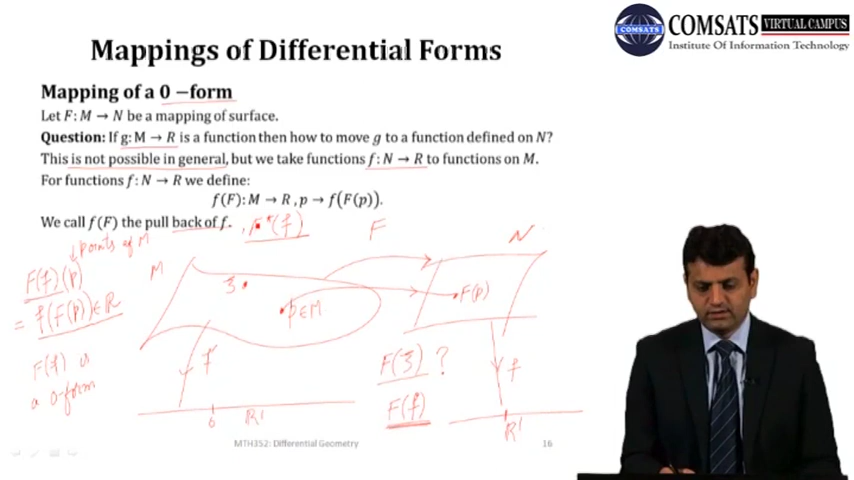 COMSATS VIRTUAL CAMPUS
COMSATS
Institute Of Information Technology
Mappings of Differential Forms
Mapping of a 0 −form
Let F: M → N be a mapping of surface.
Question: If g: M → R is a function then how to move g to a function defined on N?
This is not possible in general, but we take functions f: N → R to functions on M.
For functions f: N → R we define:
f(F): M → R , p → f(F(p)).
We call f(F) the pull back of f. , F*(f)
↓points of M
F(f)(p)
= f(F(p)) ∈ R
F(f) is
a 0-form
M
F
N
3
p∈M
F(p)
f
6
R¹
F(3) ?
F(f)
f
R¹
MTH352: Differential Geometry
16